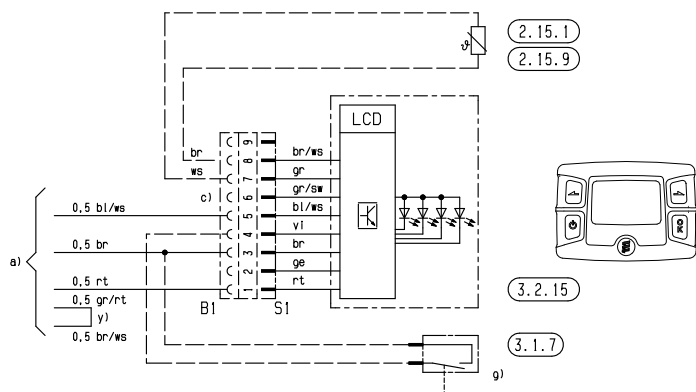 2.15.1
ϑ
2.15.9
LCD
9
br
8
br/ws
ws
7
gr
c)
6
gr/sw
0,5 bl/ws
5
bl/ws
4
vi
a)
0,5 br
3
br
2
ge
0,5 rt
1
rt
3.2.15
0,5 gr/rt
B1
S1
y)
0,5 br/ws
3.1.7
g)
OK